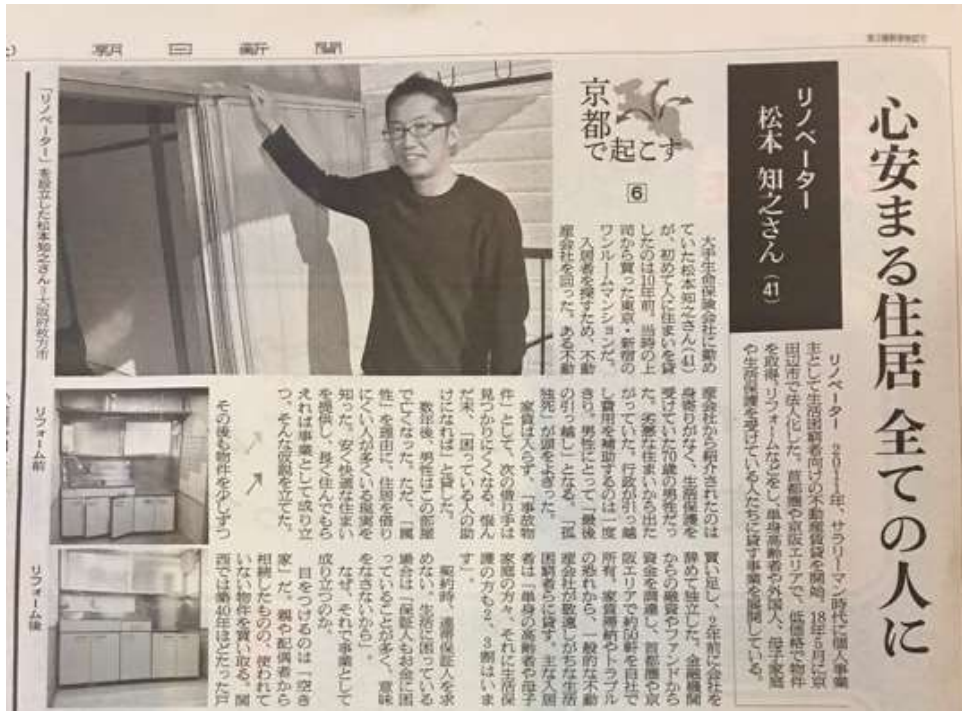 朝日新聞
心安まる住居 全ての人に
リノベーター
松本 知之さん(41)
リノベーター 2011年、サラリーマン時代に個人事業
主として生活困窮者向けの不動産賃貸を開始。18年5月に京
田辺市で法人化した。首都圏や京阪エリアで、低価格で物件
を取得、リフォームなどをし、単身高齢者や外国人、母子家庭
や生活保護を受けている人たちに貸す事業を展開している。
京都で起こす
6
大手生命保険会社に勤め
ていた松本知之さん(41)
が、初めて人に住まいを貸
したのは10年前。当時の上
司から買った東京・新宿の
ワンルームマンションだ。
入居者を探すため、不動
産会社を回った。ある不動
産会社から紹介されたのは
身寄りがなく、生活保護を
受けていた70歳の男性だっ
た。劣悪な住まいから出た
がっていた。行政が引っ越
し費用を補助するのは一度
きり。男性にとって「最後
の引っ越し」となる。「孤
独死」が頭をよぎった。
家賃は入らず、「事故物
件」として、次の借り手は
見つかりにくくなる。悩ん
だ末、「困っている人の助
けになれば」と貸した。
数年後、男性はこの部屋
で亡くなった。ただ、「属
性」を理由に、住居を借り
にくい人が多くいる現実を
知った。安く快適な住まい
を提供し、長く住んでもら
えれば事業として成り立
つ。そんな仮説を立てた。
その後も物件を少しずつ
買い足し、2年前に会社を
辞めて独立した。金融機関
からの融資やファンドから
資金を調達し、首都圏や京
阪エリアで約50軒を自社で
所有。家賃滞納やトラブル
の恐れから、一般的な不動
産会社が敬遠しがちな生活
困窮者らに貸す。主な入居
者は「単身の高齢者や母子
家庭の方々、それに生活保
護の方も2、3割はいま
す」。
契約時、連帯保証人を求
めない。生活に困っている
場合は「保証人もお金に困
っていることが多く、意味
をなさないから」。
なぜ、それで事業として
成り立つのか。
目をつけるのは「空き
家」だ。親や配偶者から
相続したものの、使われて
いない物件を買い取る。関
西では築40年ほどたった戸
「リノベーター」を設立した松本知之さん=大阪府枚方市
リフォーム前
リフォーム後